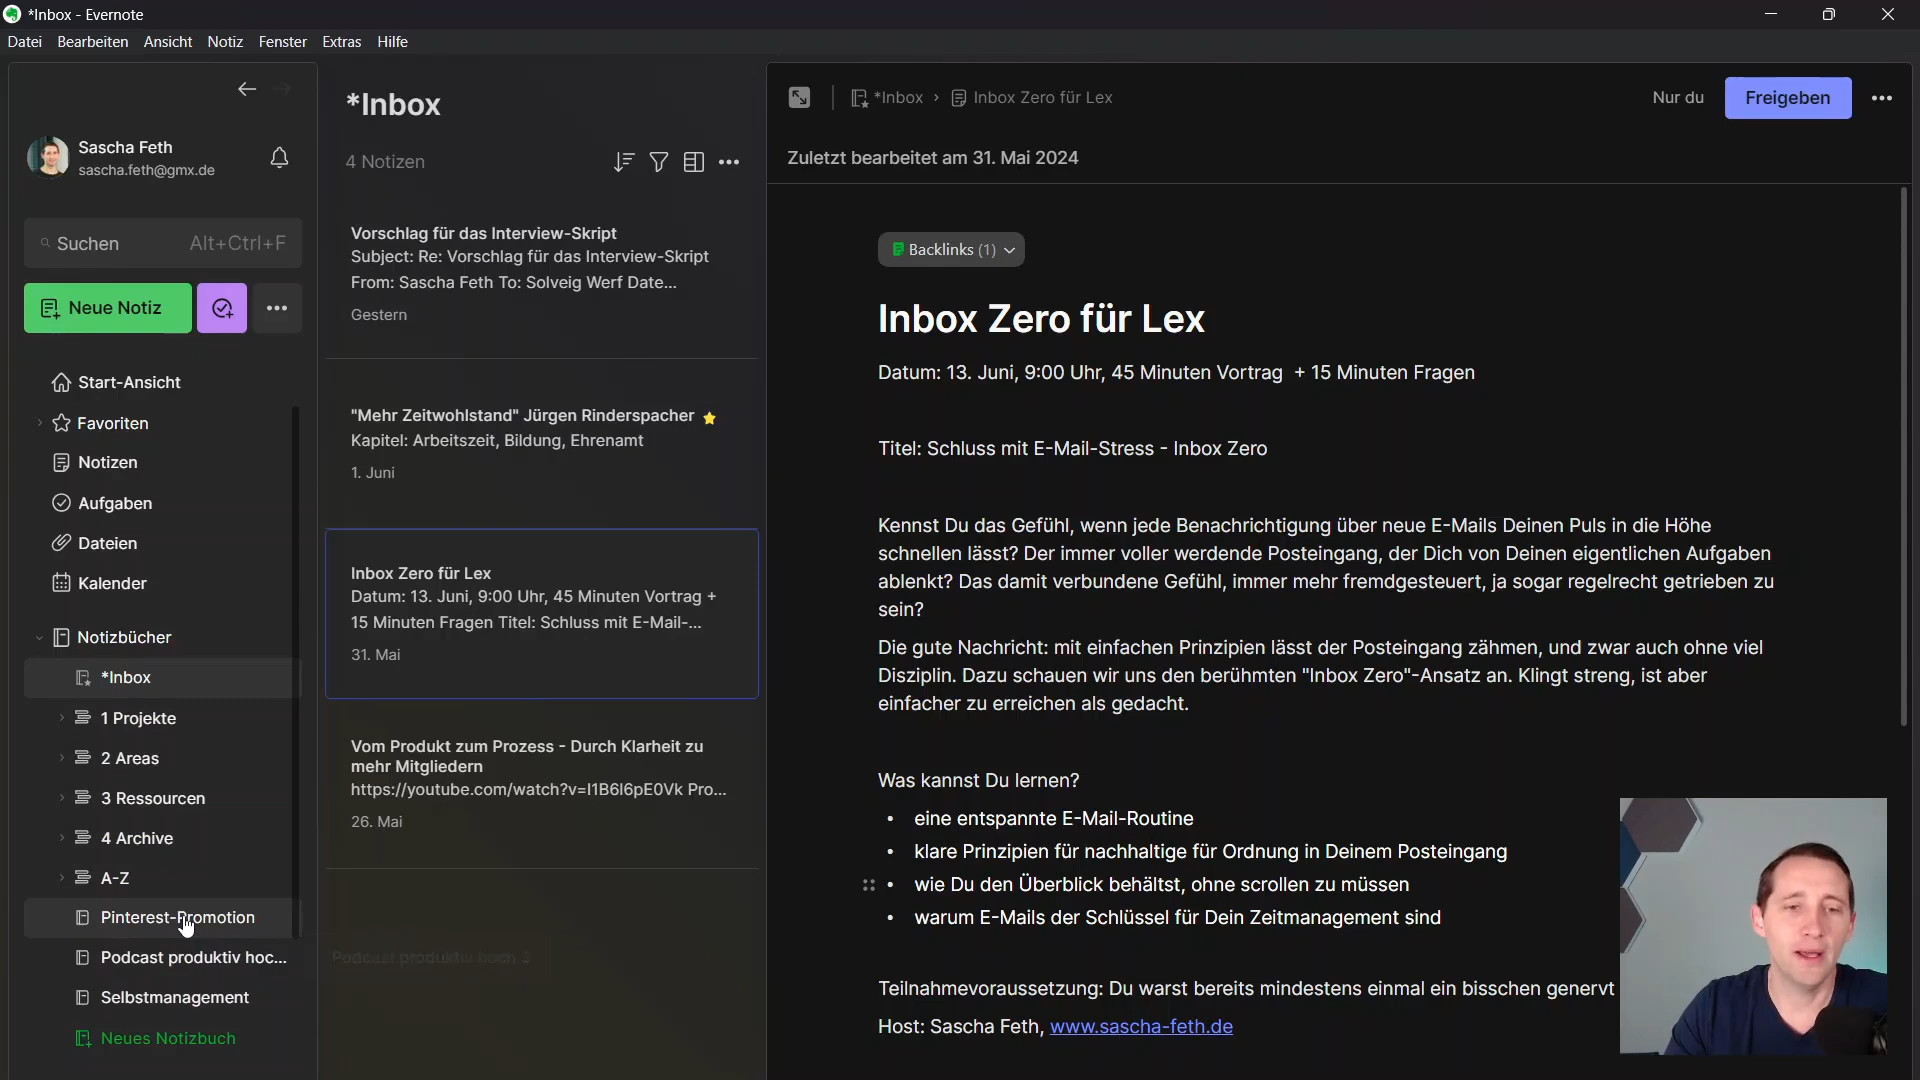 *Inbox - Evernote
Datei Bearbeiten Ansicht Notiz Fenster Extras Hilfe
Sascha Feth
sascha.feth@gmx.de
Suchen Alt+Ctrl+F
Neue Notiz
Start-Ansicht
Favoriten
Notizen
Aufgaben
Dateien
Kalender
Notizbücher
*Inbox
1 Projekte
2 Areas
3 Ressourcen
4 Archive
A-Z
Pinterest-Promotion
Podcast produktiv hoc...
Selbstmanagement
Neues Notizbuch
*Inbox
4 Notizen
Vorschlag für das Interview-Skript
Subject: Re: Vorschlag für das Interview-Skript
From: Sascha Feth To: Solveig Werf Date...
Gestern
"Mehr Zeitwohlstand" Jürgen Rinderspacher
Kapitel: Arbeitszeit, Bildung, Ehrenamt
1. Juni
Inbox Zero für Lex
Datum: 13. Juni, 9:00 Uhr, 45 Minuten Vortrag +
15 Minuten Fragen Titel: Schluss mit E-Mail-...
31. Mai
Vom Produkt zum Prozess - Durch Klarheit zu
mehr Mitgliedern
https://youtube.com/watch?v=I1B6I6pE0Vk Pro...
26. Mai
Podcast produktiv hoch 3
*Inbox › Inbox Zero für Lex
Nur du Freigeben
Zuletzt bearbeitet am 31. Mai 2024
Backlinks (1)
Inbox Zero für Lex
Datum: 13. Juni, 9:00 Uhr, 45 Minuten Vortrag + 15 Minuten Fragen
Titel: Schluss mit E-Mail-Stress - Inbox Zero
Kennst Du das Gefühl, wenn jede Benachrichtigung über neue E-Mails Deinen Puls in die Höhe
schnellen lässt? Der immer voller werdende Posteingang, der Dich von Deinen eigentlichen Aufgaben
ablenkt? Das damit verbundene Gefühl, immer mehr fremdgesteuert, ja sogar regelrecht getrieben zu
sein?
Die gute Nachricht: mit einfachen Prinzipien lässt der Posteingang zähmen, und zwar auch ohne viel
Disziplin. Dazu schauen wir uns den berühmten "Inbox Zero"-Ansatz an. Klingt streng, ist aber
einfacher zu erreichen als gedacht.
Was kannst Du lernen?
• eine entspannte E-Mail-Routine
• klare Prinzipien für nachhaltige für Ordnung in Deinem Posteingang
• wie Du den Überblick behältst, ohne scrollen zu müssen
• warum E-Mails der Schlüssel für Dein Zeitmanagement sind
Teilnahmevoraussetzung: Du warst bereits mindestens einmal ein bisschen genervt
Host: Sascha Feth, www.sascha-feth.de